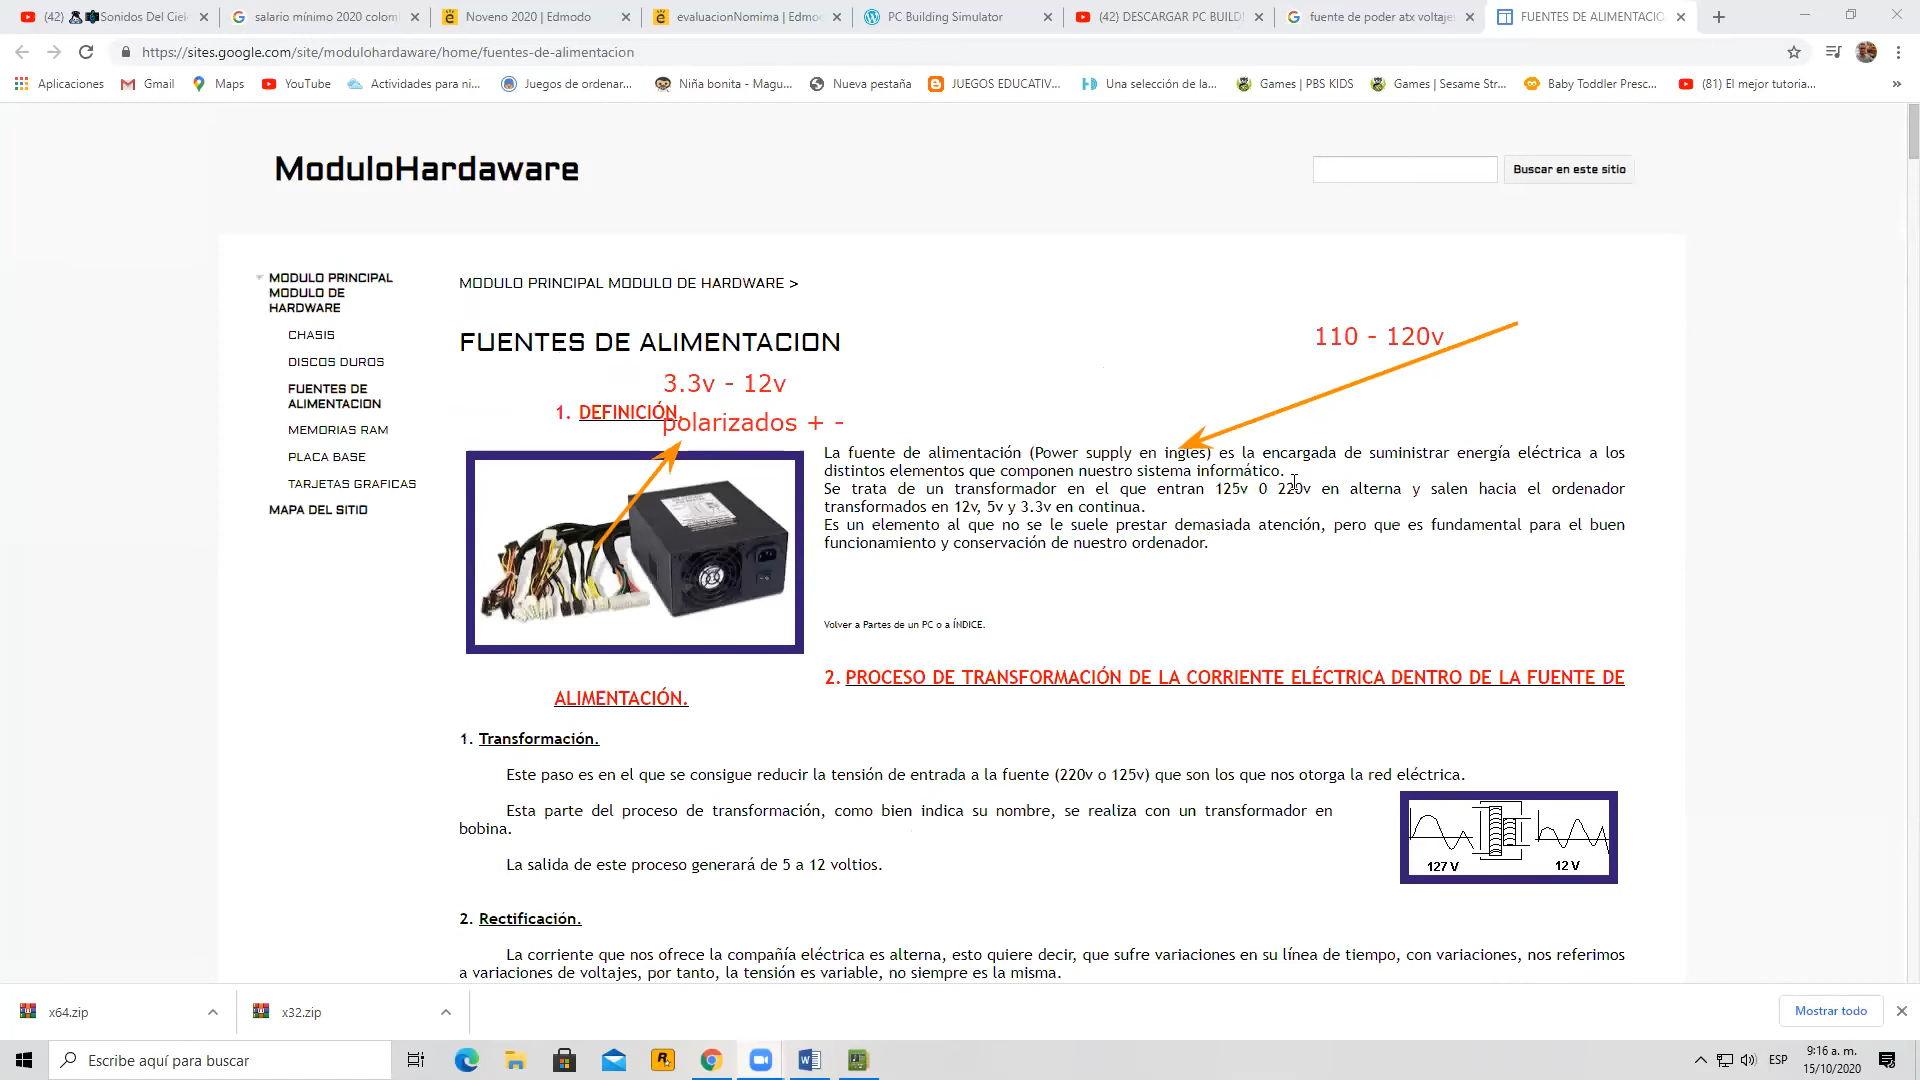 (42) Sonidos Del Ciel
salario mínimo 2020 colom
Noveno 2020 | Edmodo
evaluacionNomima | Edmo
PC Building Simulator
(42) DESCARGAR PC BUILD
fuente de poder atx voltaje
FUENTES DE ALIMENTACIO
https://sites.google.com/site/modulohardaware/home/fuentes-de-alimentacion
Aplicaciones
Gmail
Maps
YouTube
Actividades para ni...
Juegos de ordenar...
Niña bonita - Magu...
Nueva pestaña
JUEGOS EDUCATIV...
Una selección de la...
Games | PBS KIDS
Games | Sesame Str...
Baby Toddler Presc...
(81) El mejor tutoria...
»
ModuloHardaware
Buscar en este sitio
MODULO PRINCIPAL
MODULO DE
HARDWARE
CHASIS
DISCOS DUROS
FUENTES DE
ALIMENTACION
MEMORIAS RAM
PLACA BASE
TARJETAS GRAFICAS
MAPA DEL SITIO
MODULO PRINCIPAL MODULO DE HARDWARE >
FUENTES DE ALIMENTACION
110 - 120v
3.3v - 12v
1. DEFINICIÓN.
polarizados + -
La fuente de alimentación (Power supply en ingles) es la encargada de suministrar energía eléctrica a los
distintos elementos que componen nuestro sistema informático.
Se trata de un transformador en el que entran 125v 0 220v en alterna y salen hacia el ordenador
transformados en 12v, 5v y 3.3v en continua.
Es un elemento al que no se le suele prestar demasiada atención, pero que es fundamental para el buen
funcionamiento y conservación de nuestro ordenador.
Volver a Partes de un PC o a ÍNDICE.
2. PROCESO DE TRANSFORMACIÓN DE LA CORRIENTE ELÉCTRICA DENTRO DE LA FUENTE DE
ALIMENTACIÓN.
1. Transformación.
Este paso es en el que se consigue reducir la tensión de entrada a la fuente (220v o 125v) que son los que nos otorga la red eléctrica.
Esta parte del proceso de transformación, como bien indica su nombre, se realiza con un transformador en
bobina.
La salida de este proceso generará de 5 a 12 voltios.
127 V
12 V
2. Rectificación.
La corriente que nos ofrece la compañía eléctrica es alterna, esto quiere decir, que sufre variaciones en su línea de tiempo, con variaciones, nos referimos
a variaciones de voltajes, por tanto, la tensión es variable, no siempre es la misma.
x64.zip
x32.zip
Mostrar todo
Escribe aquí para buscar
ESP
9:16 a. m.
15/10/2020